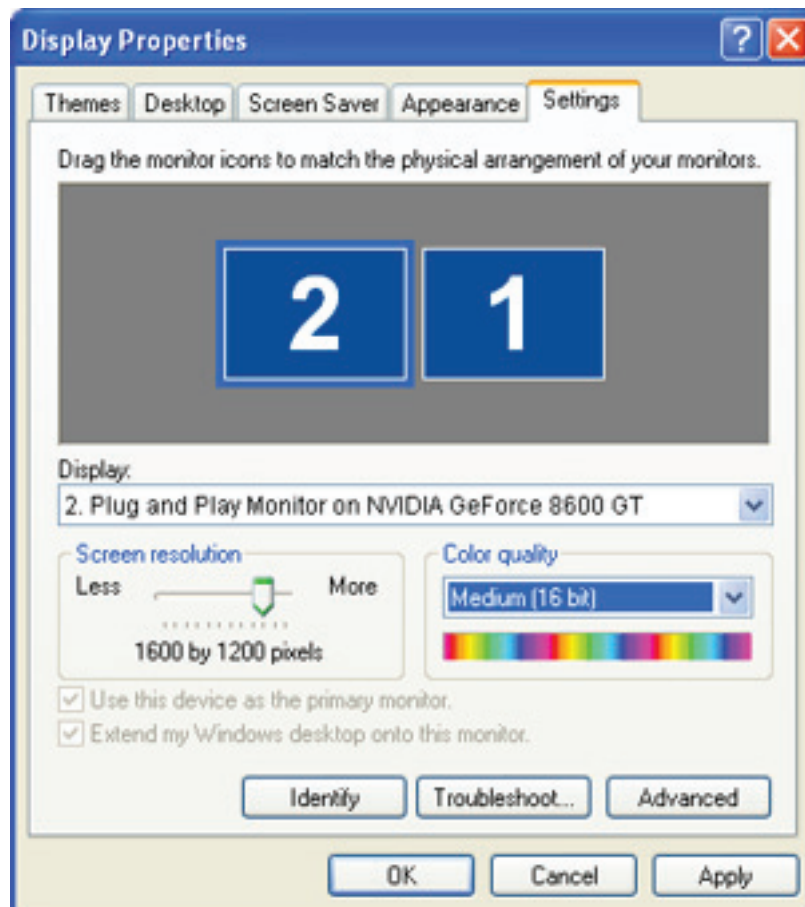 Display Properties
Themes Desktop Screen Saver Appearance Settings
Drag the monitor icons to match the physical arrangement of your monitors.
2 1
Display:
2. Plug and Play Monitor on NVIDIA GeForce 8600 GT
Screen resolution
Less More
1600 by 1200 pixels
Color quality
Medium (16 bit)
Use this device as the primary monitor.
Extend my Windows desktop onto this monitor.
Identify Troubleshoot... Advanced
OK Cancel Apply